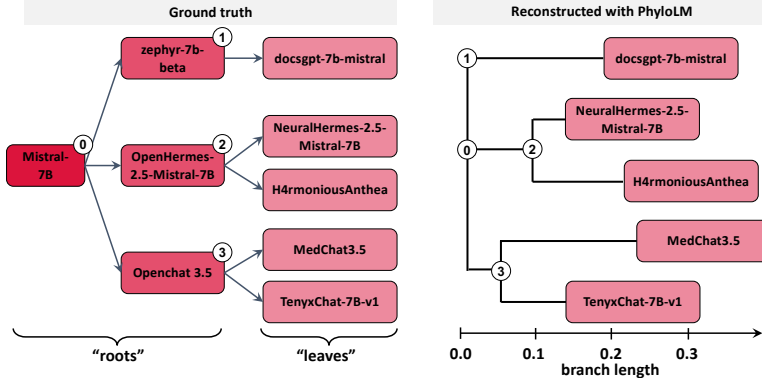 Ground truth
Reconstructed with PhyloLM
1
zephyr-7b-
beta
docsgpt-7b-mistral
0
Mistral-
7B
2
OpenHermes-
2.5-Mistral-7B
NeuralHermes-2.5-
Mistral-7B
H4rmoniousAnthea
3
Openchat 3.5
MedChat3.5
TenyxChat-7B-v1
“roots”
“leaves”
1
docsgpt-7b-mistral
NeuralHermes-2.5-
Mistral-7B
0
2
H4rmoniousAnthea
MedChat3.5
3
TenyxChat-7B-v1
0.0
0.1
0.2
0.3
branch length